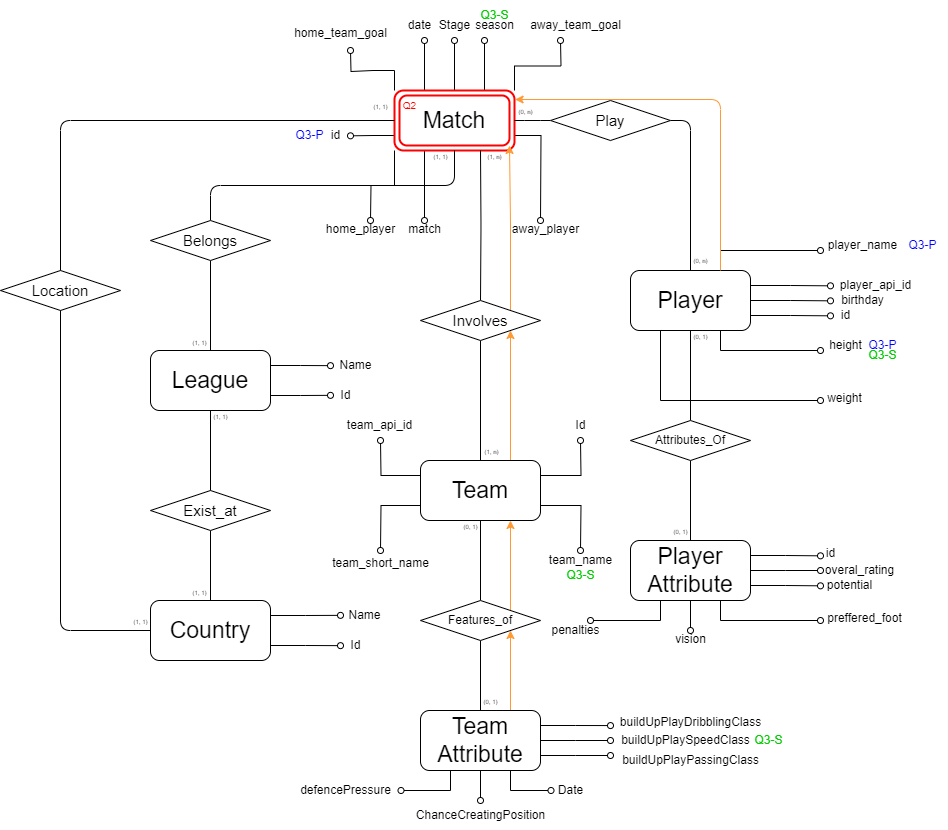 Q3-S
home_team_goal
date
Stage
season
away_team_goal
(1, 1)
Q2
Match
(0, n)
Play
Q3-P
id
(1, 1)
(1, n)
home_player
match
away_player
Belongs
player_name
Q3-P
(0, n)
Location
Player
player_api_id
birthday
id
Involves
(1, 1)
(0, 1)
height
Q3-P
Q3-S
League
Name
Id
weight
(1, 1)
team_api_id
Id
Attributes_Of
(1, n)
Team
Exist_at
(0, 1)
(0, 1)
team_short_name
team_name
Q3-S
Player
Attribute
id
overal_rating
potential
(1, 1)
(1, 1)
Country
Name
Id
Features_of
penalties
vision
preffered_foot
(0, 1)
Team
Attribute
buildUpPlayDribblingClass
buildUpPlaySpeedClass
Q3-S
buildUpPlayPassingClass
defencePressure
Date
ChanceCreatingPosition